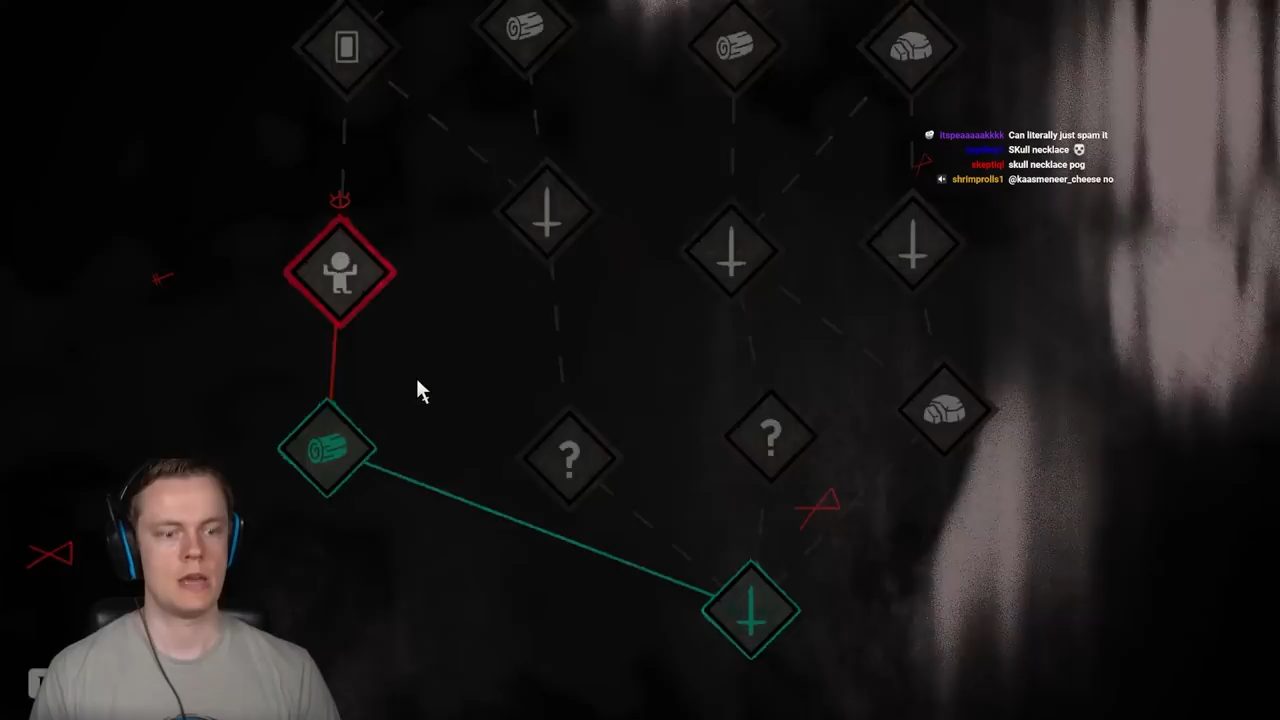 itspeaaaaakkkk Can literally just spam it
SKull necklace
skeptiql skull necklace pog
shrimprolls1 @kaasmeneer_cheese no
?
?